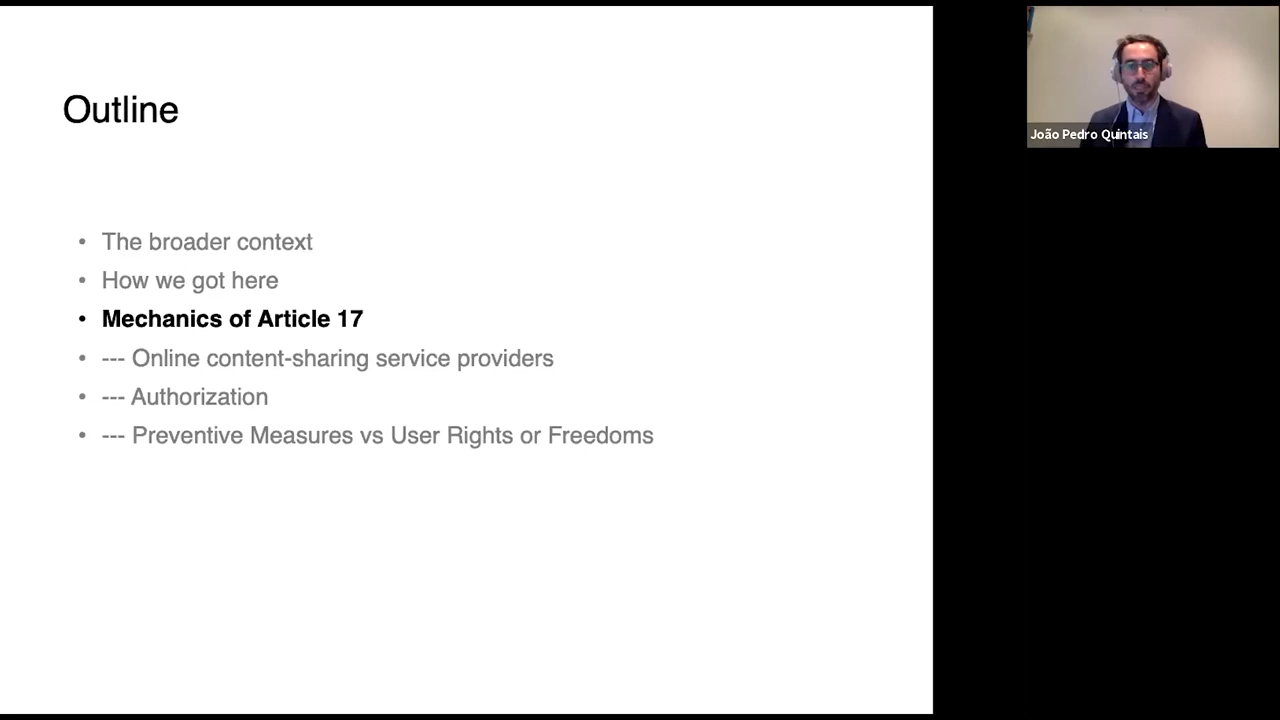 Outline
• The broader context
• How we got here
• Mechanics of Article 17
• --- Online content-sharing service providers
• --- Authorization
• --- Preventive Measures vs User Rights or Freedoms
João Pedro Quintais